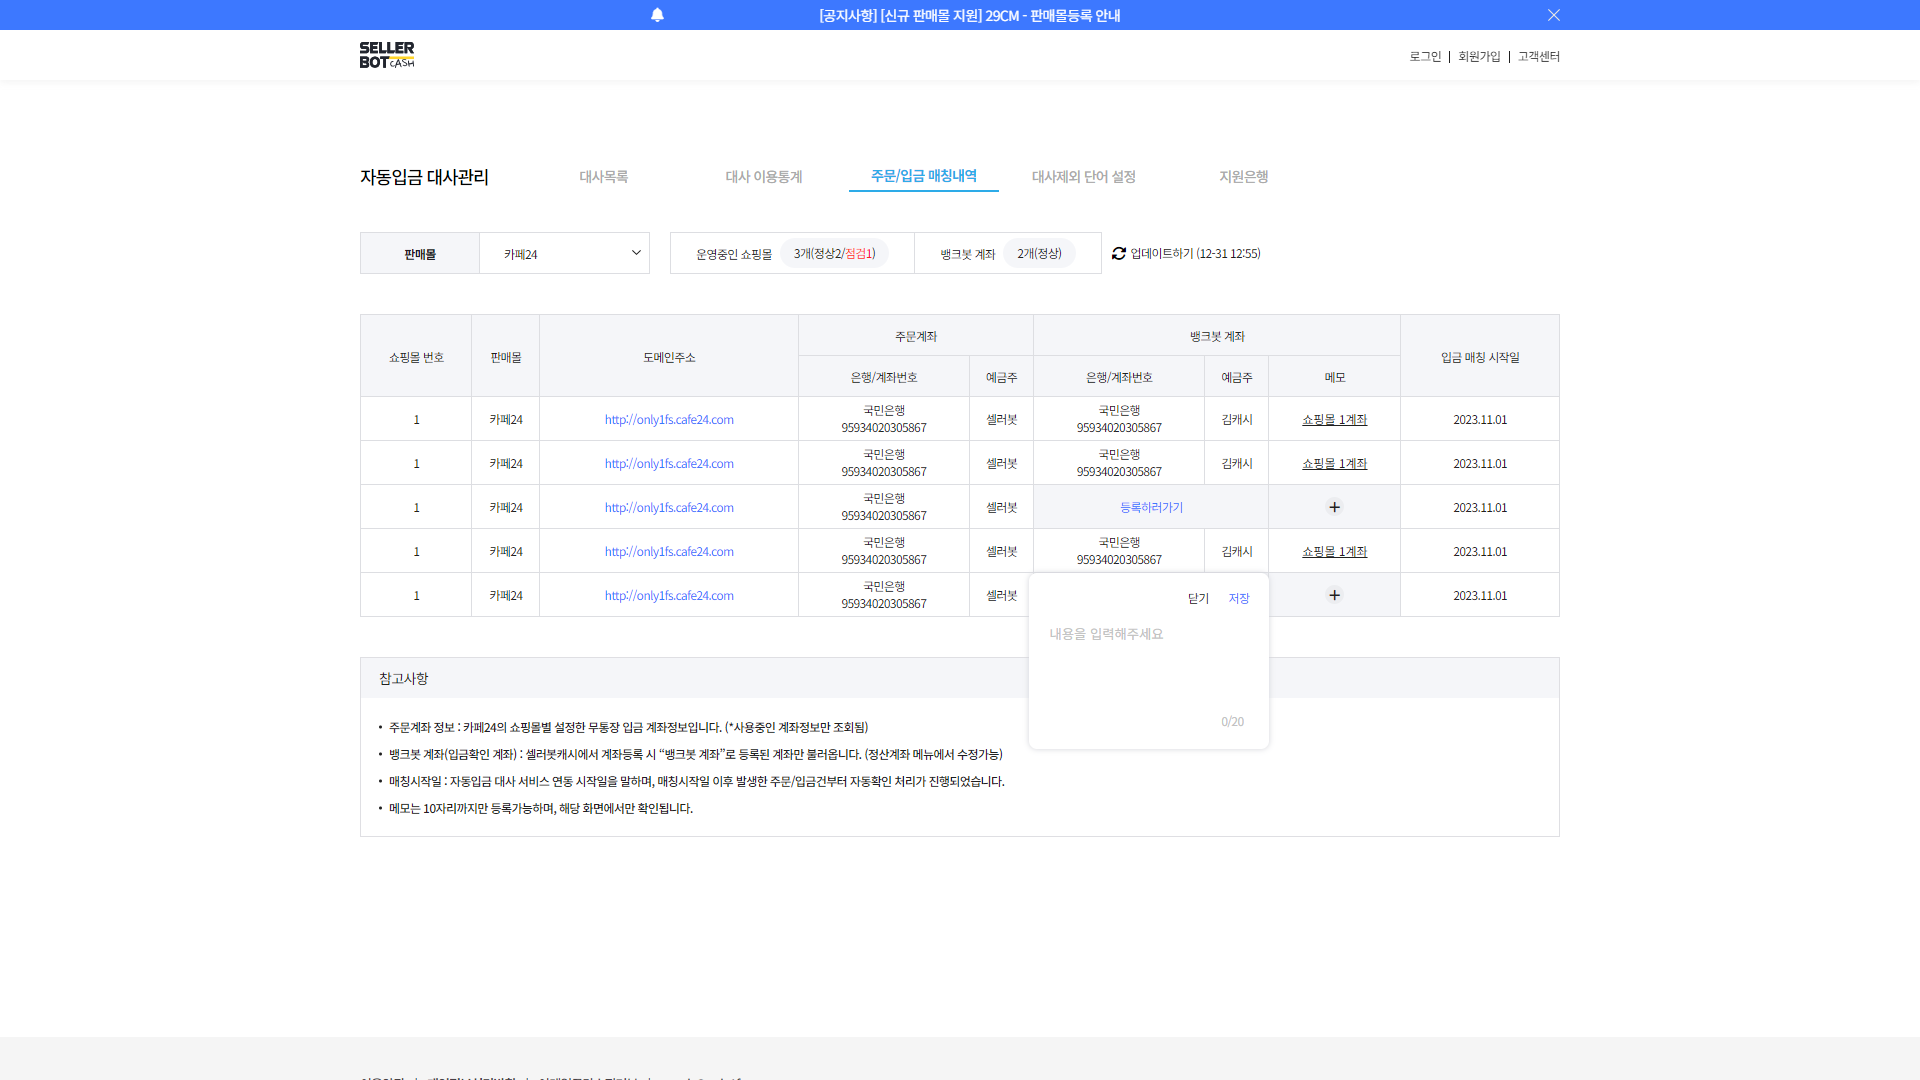 [공지사항] [신규 판매몰 지원] 29CM - 판매몰등록 안내
SELLER
BOT CASH
로그인 | 회원가입 | 고객센터
자동입금 대사관리
대사목록
대사 이용통계
주문/입금 매칭내역
대사제외 단어 설정
지원은행
판매몰
카페24
운영중인 쇼핑몰 3개(정상2/점검1)
뱅크봇 계좌 2개(정상)
업데이트하기 (12-31 12:55)
쇼핑몰 번호 판매몰 도메인주소 주문계좌 뱅크봇 계좌 입금 매칭 시작일
은행/계좌번호 예금주 은행/계좌번호 예금주 메모
1 카페24 http://only1fs.cafe24.com 국민은행 95934020305867 셀러봇 국민은행 95934020305867 김캐시 쇼핑몰 1계좌 2023.11.01
1 카페24 http://only1fs.cafe24.com 국민은행 95934020305867 셀러봇 국민은행 95934020305867 김캐시 쇼핑몰 1계좌 2023.11.01
1 카페24 http://only1fs.cafe24.com 국민은행 95934020305867 셀러봇 등록하러가기 + 2023.11.01
1 카페24 http://only1fs.cafe24.com 국민은행 95934020305867 셀러봇 국민은행 95934020305867 김캐시 쇼핑몰 1계좌 2023.11.01
1 카페24 http://only1fs.cafe24.com 국민은행 95934020305867 셀러봇 + 2023.11.01
닫기 저장
내용을 입력해주세요
0/20
참고사항
• 주문계좌 정보 : 카페24의 쇼핑몰별 설정한 무통장 입금 계좌정보입니다. (*사용중인 계좌정보만 조회됨)
• 뱅크봇 계좌(입금확인 계좌) : 셀러봇캐시에서 계좌등록 시 “뱅크봇 계좌”로 등록된 계좌만 불러옵니다. (정산계좌 메뉴에서 수정가능)
• 매칭시작일 : 자동입금 대사 서비스 연동 시작일을 말하며, 매칭시작일 이후 발생한 주문/입금건부터 자동확인 처리가 진행되었습니다.
• 메모는 10자리까지만 등록가능하며, 해당 화면에서만 확인됩니다.